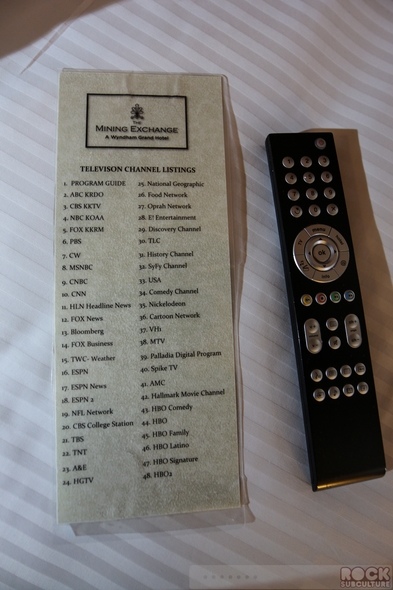 THE
MINING EXCHANGE
A Wyndham Grand Hotel
TELEVISON CHANNEL LISTINGS
1. PROGRAM GUIDE
2. ABC KRDO
3. CBS KKTV
4. NBC KOAA
5. FOX KKRM
6. PBS
7. CW
8. MSNBC
9. CNBC
10. CNN
11. HLN Headline News
12. FOX News
13. Bloomberg
14. FOX Business
15. TWC- Weather
16. ESPN
17. ESPN News
18. ESPN 2
19. NFL Network
20. CBS College Station
21. TBS
22. TNT
23. A&E
24. HGTV
25. National Geographic
26. Food Network
27. Oprah Network
28. E! Entertainment
29. Discovery Channel
30. TLC
31. History Channel
32. SyFy Channel
33. USA
34. Comedy Channel
35. Nickelodeon
36. Cartoon Network
37. VH1
38. MTV
39. Palladia Digital Program
40. Spike TV
41. AMC
42. Hallmark Movie Channel
43. HBO Comedy
44. HBO
45. HBO Family
46. HBO Latino
47. HBO Signature
48. HBO2
OK
ROCK
SUBCULTURE